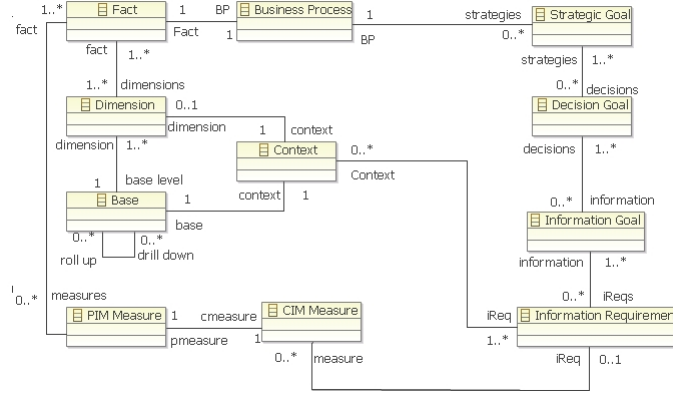 1..* Fact 1 BP Business Process 1 strategies Strategic Goal
fact Fact 1 BP 0..*
fact 1..* strategies 1..*
1..* dimensions 0..* decisions
Dimension 0..1 Decision Goal
dimension 1 context
dimension 1..* decisions 1..*
Context 0..*
1 base level Context
Base 1 context 1 0..* information
base Information Goal
0..* 0..*
roll up drill down information 1..*
0..* measures 0..* iReqs
PIM Measure 1 cmeasure CIM Measure iReq Information Requiremen
pmeasure 1 1..*
0..* measure iReq 0..1